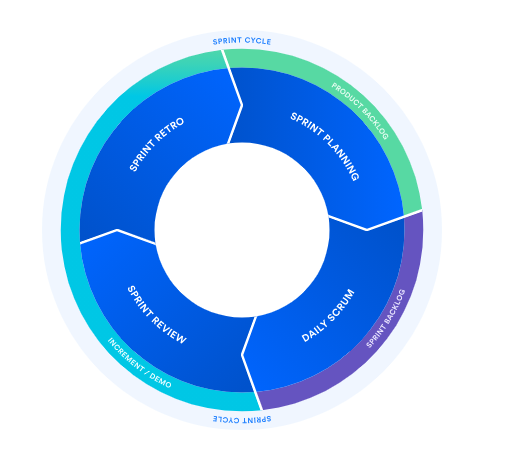 SPRINT CYCLE
PRODUCT BACKLOG
SPRINT PLANNING
SPRINT RETRO
DAILY SCRUM
SPRINT BACKLOG
SPRINT REVIEW
INCREMENT / DEMO
SPRINT CYCLE